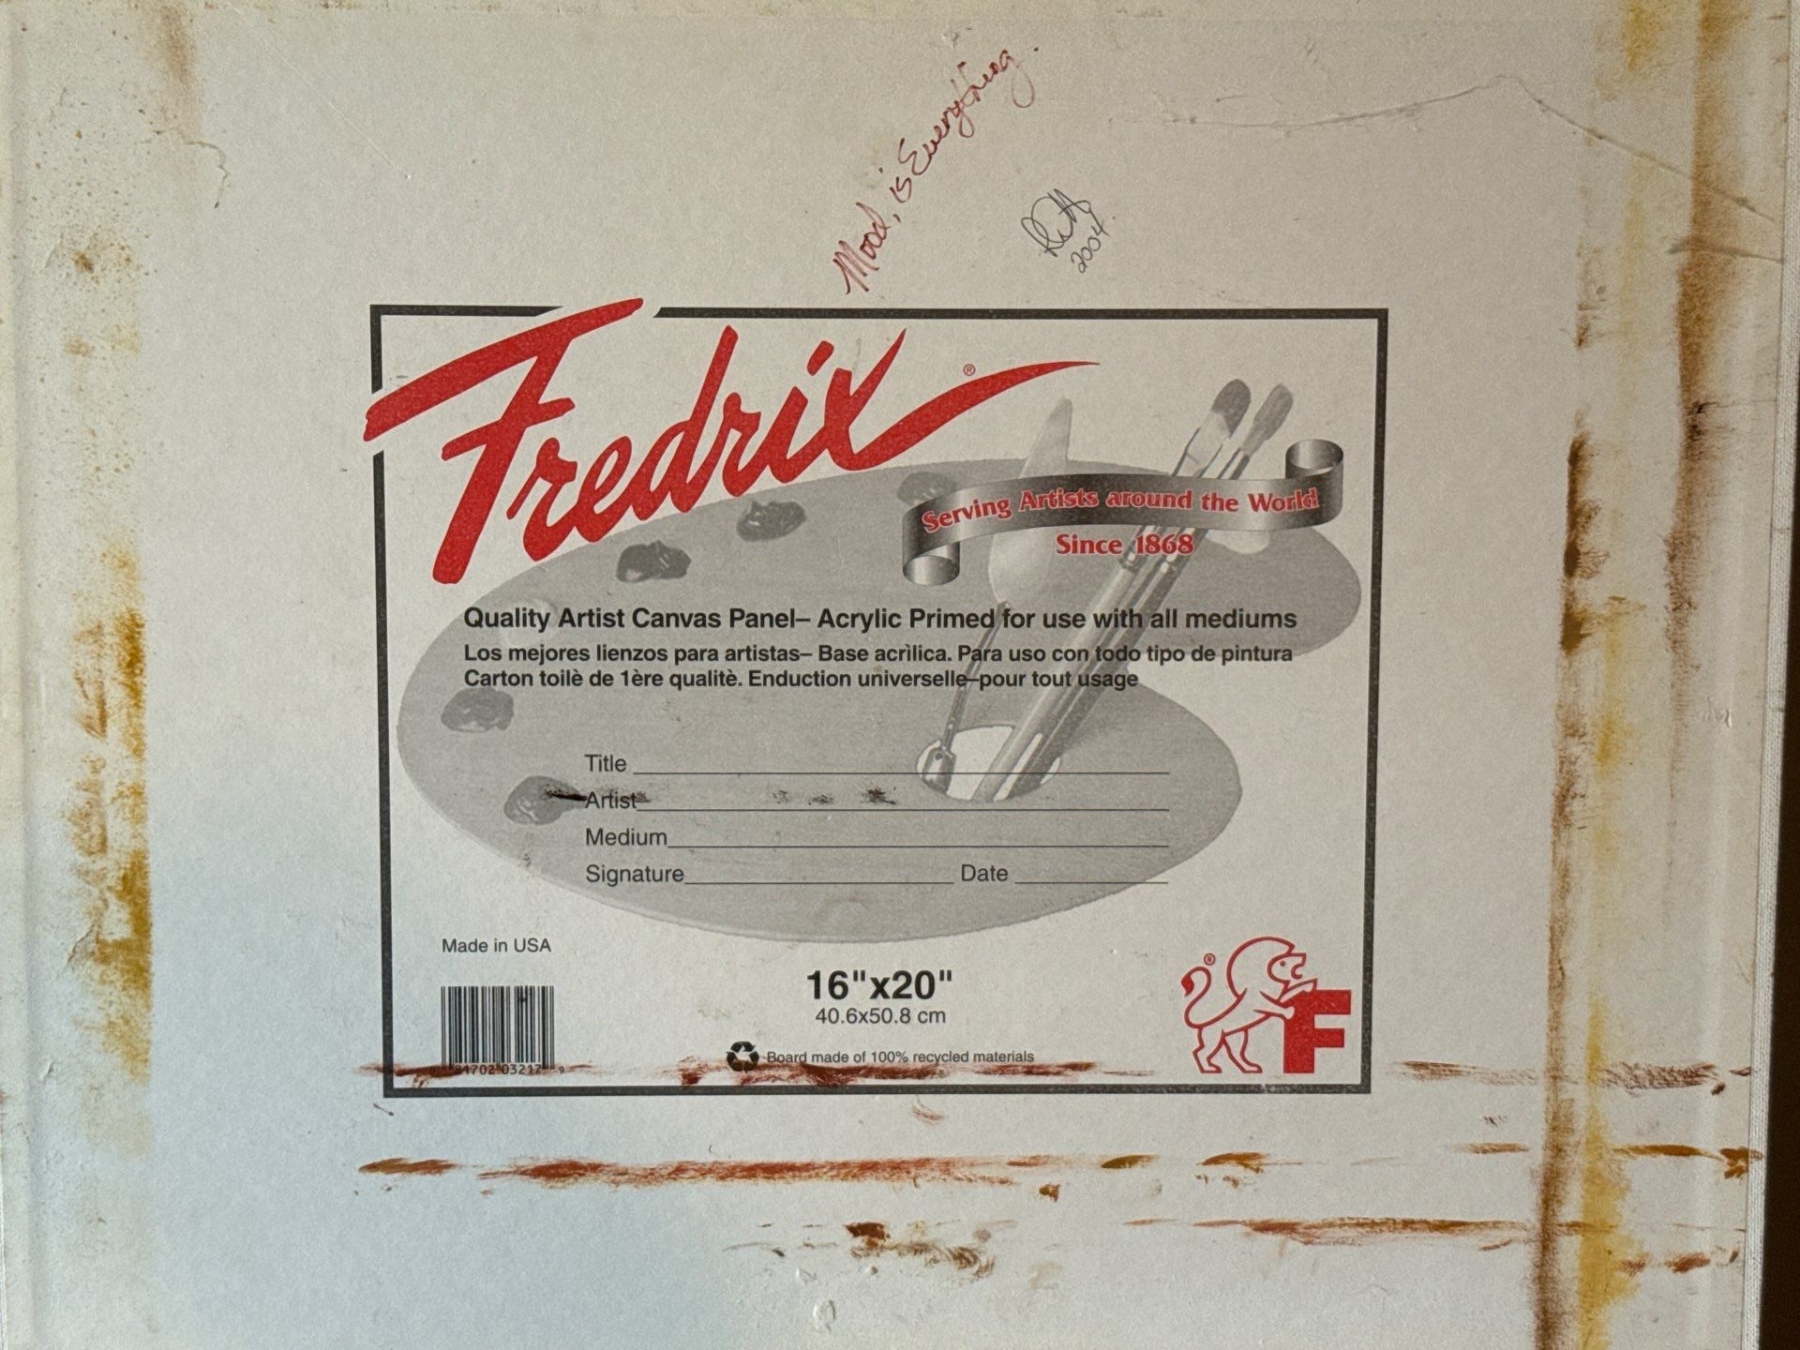 Mood, is Everything.
2004
Fredrix ®
Serving Artists around the World
Since 1868
Quality Artist Canvas Panel– Acrylic Primed for use with all mediums
Los mejores lienzos para artistas– Base acrìlica. Para uso con todo tipo de pintura
Carton toilè de 1ère qualitè. Enduction universelle–pour tout usage
Title
Artist
Medium
Signature Date
Made in USA
16"x20"
40.6x50.8 cm
Board made of 100% recycled materials
81702 03217 9
® F